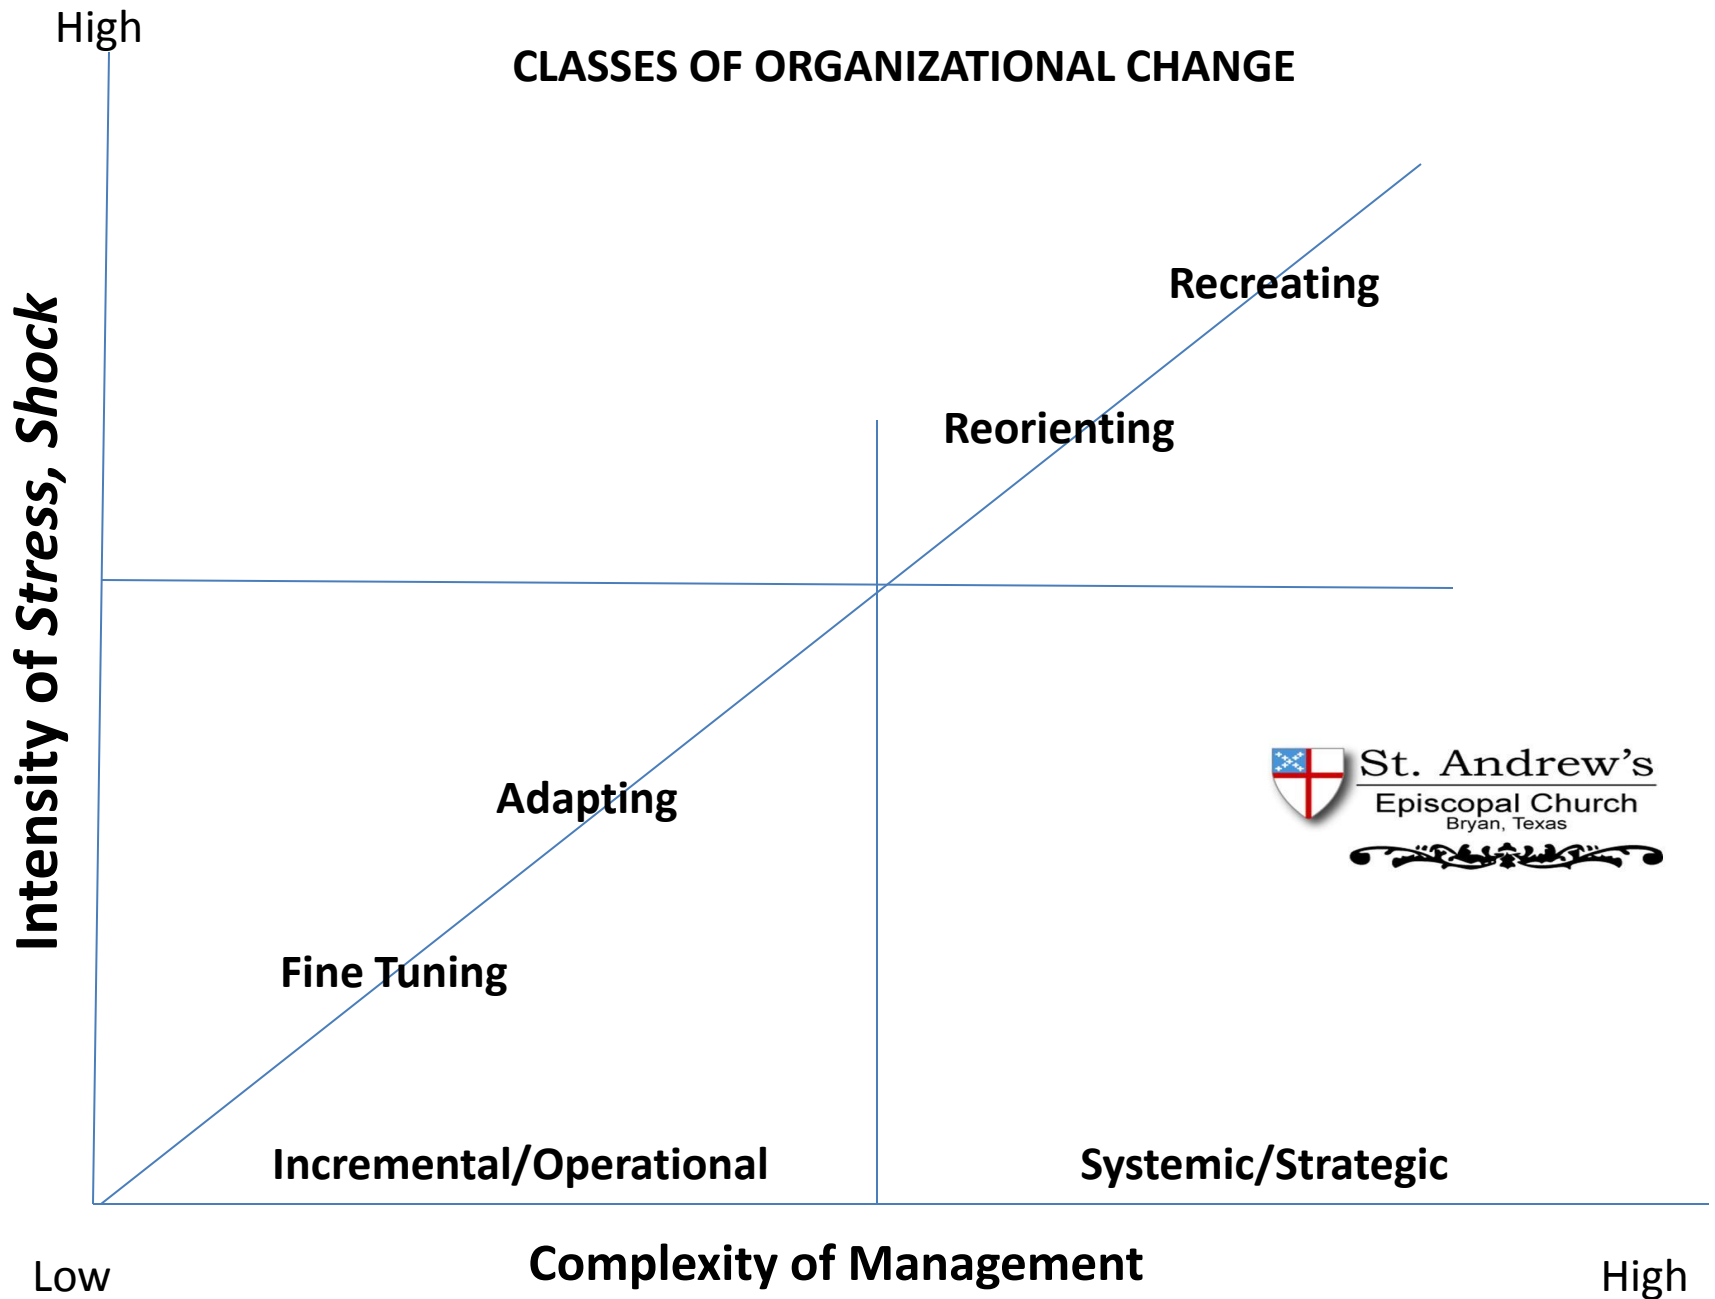 High
CLASSES OF ORGANIZATIONAL CHANGE
Recreating
Reorienting
Intensity of Stress, Shock
Adapting
St. Andrew's
Episcopal Church
Bryan, Texas
Fine Tuning
Incremental/Operational
Systemic/Strategic
Complexity of Management
Low
High